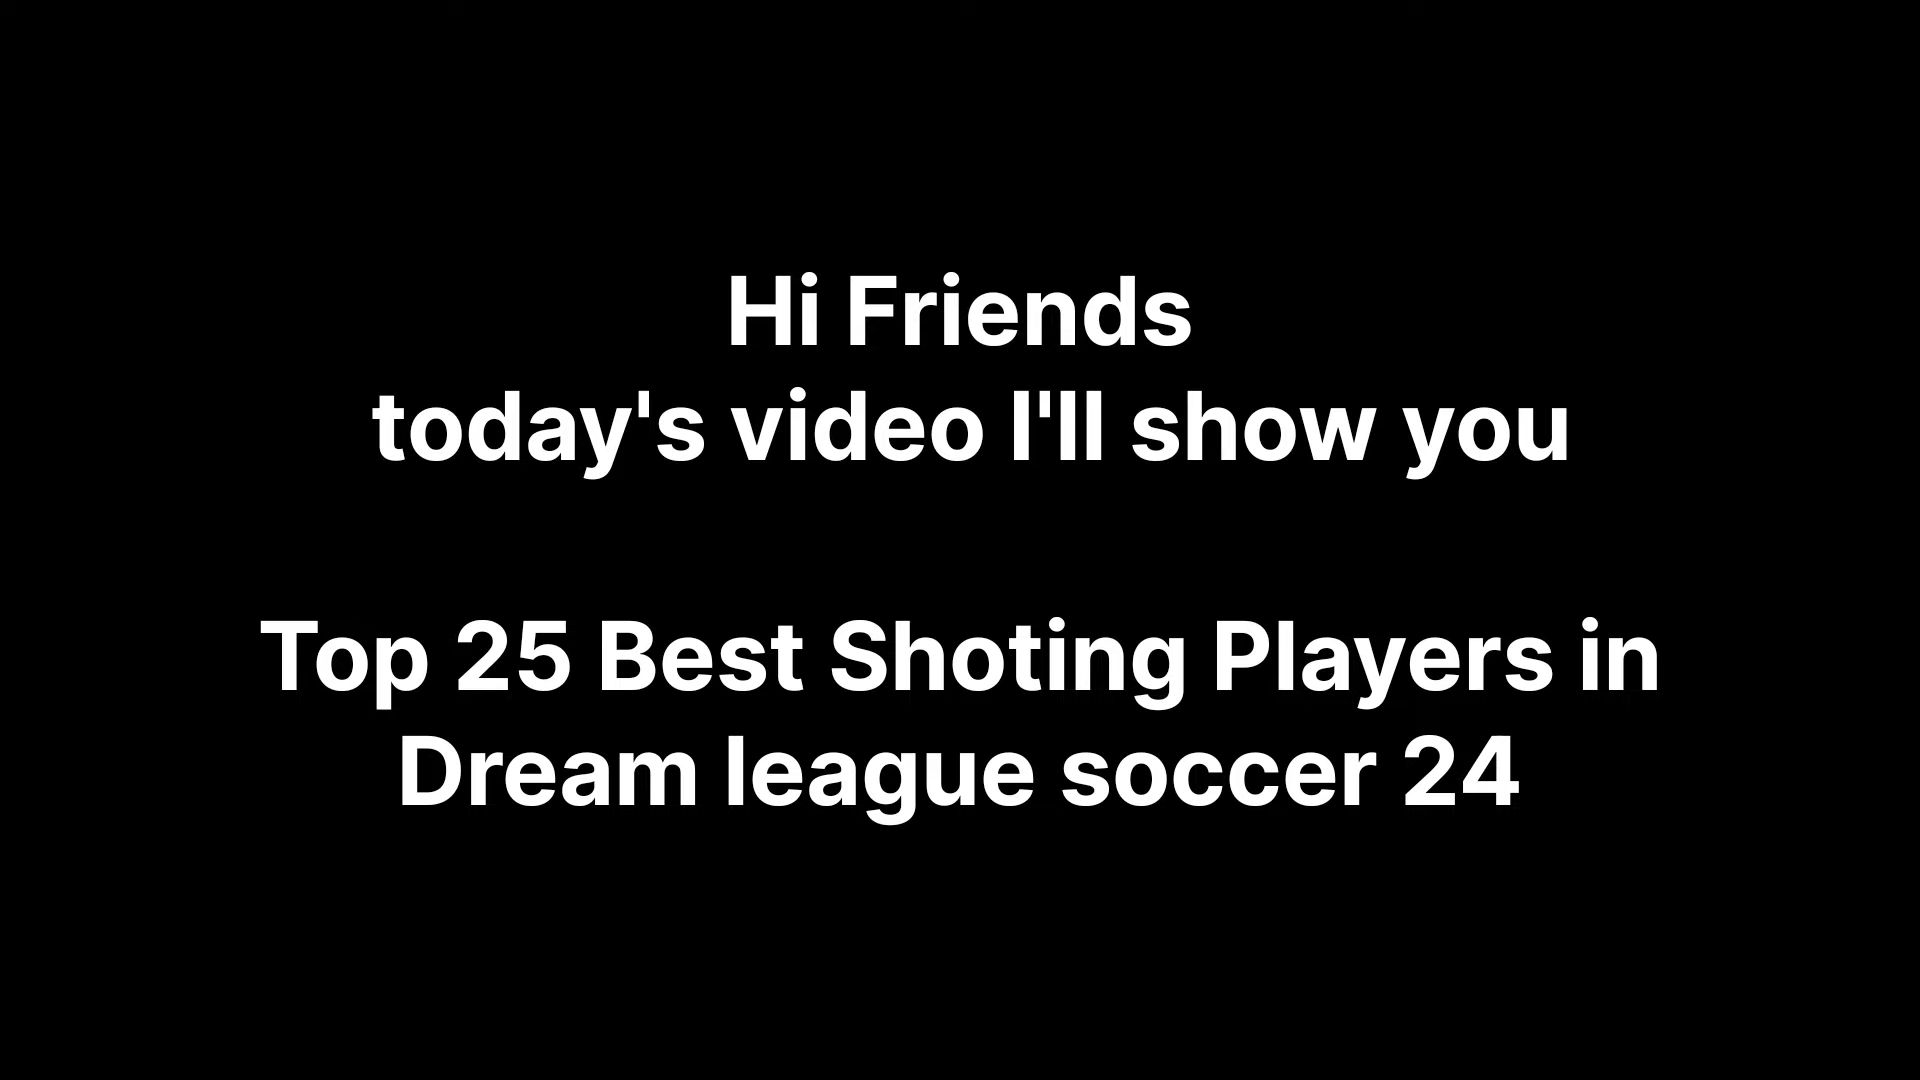 Hi Friends
today's video I'll show you
Top 25 Best Shoting Players in
Dream league soccer 24